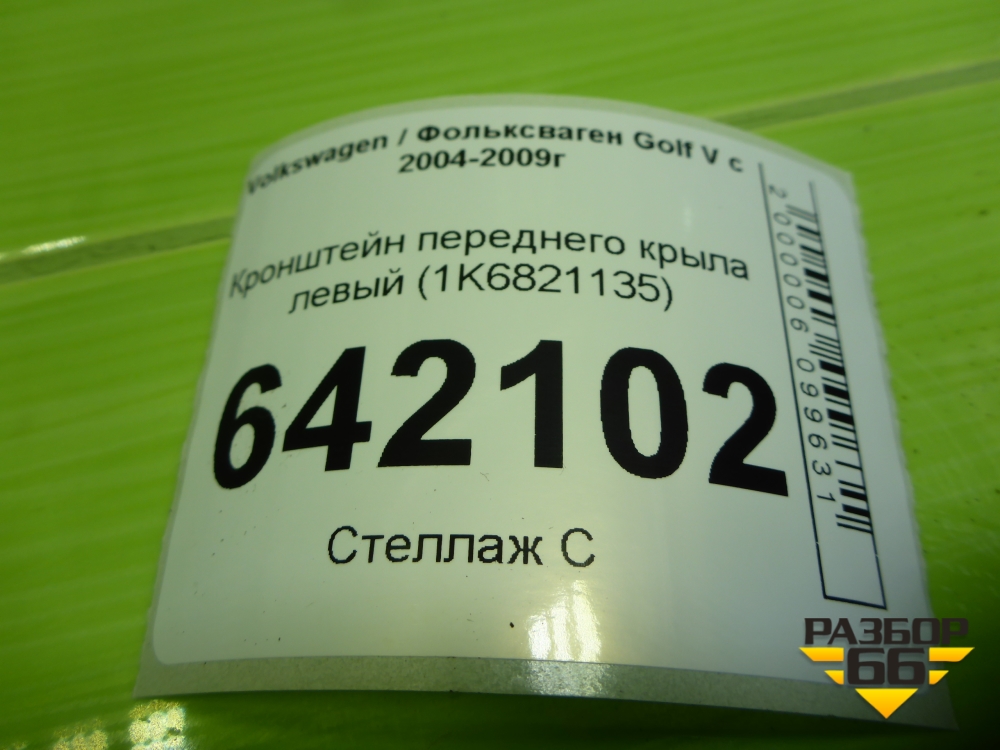 Volkswagen / Фольксваген Golf V с
2004-2009г
Кронштейн переднего крыла
левый (1K6821135)
642102
Стеллаж С
2000006099631
РАЗБОР
66